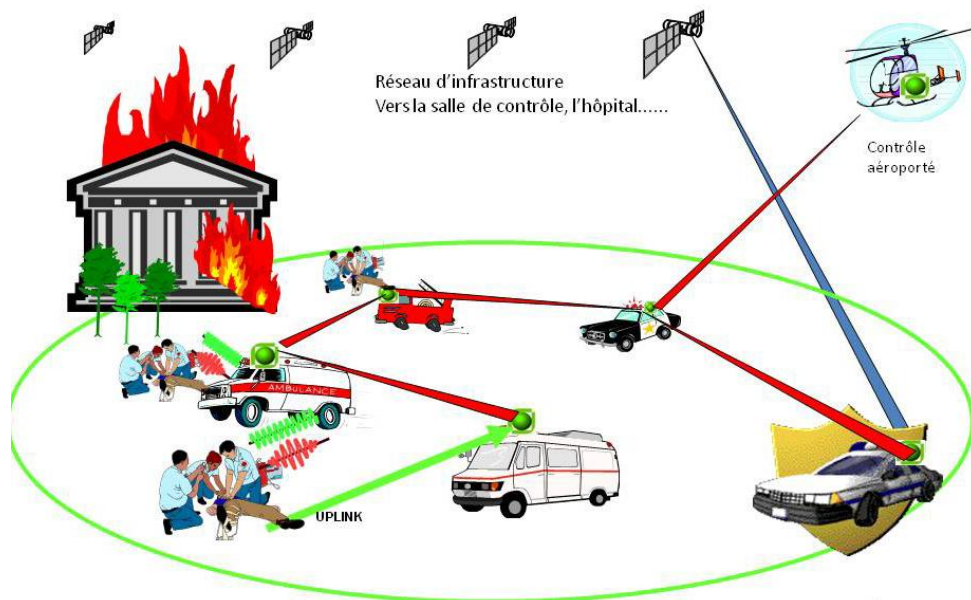 Réseau d'infrastructure
Vers la salle de contrôle, l'hôpital......
Contrôle
aéroporté
AMBULANCE
UPLINK